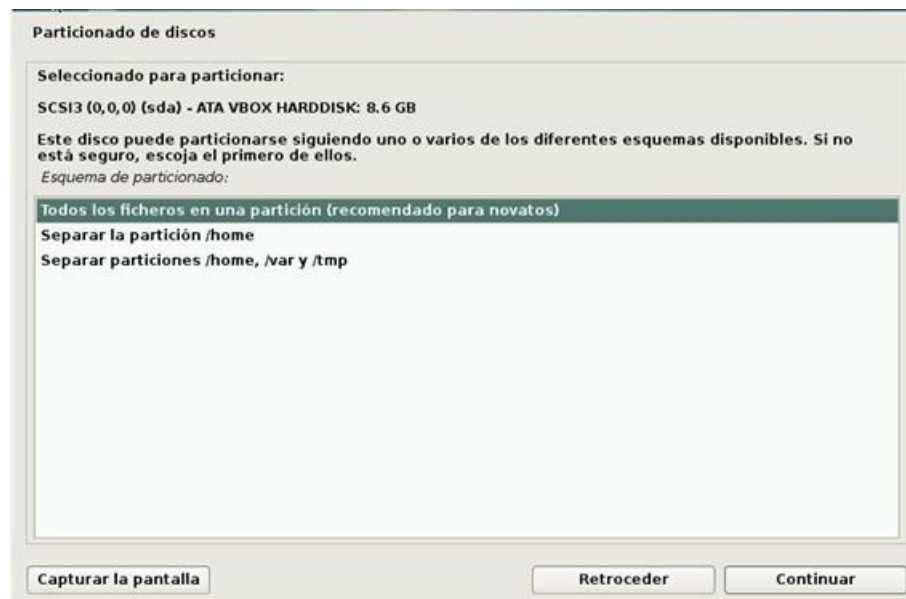 Particionado de discos
Seleccionado para particionar:
SCSI3 (0,0,0) (sda) - ATA VBOX HARDDISK: 8.6 GB
Este disco puede particionarse siguiendo uno o varios de los diferentes esquemas disponibles. Si no
está seguro, escoja el primero de ellos.
Esquema de particionado:
Todos los ficheros en una partición (recomendado para novatos)
Separar la partición /home
Separar particiones /home, /var y /tmp
Capturar la pantalla
Retroceder
Continuar